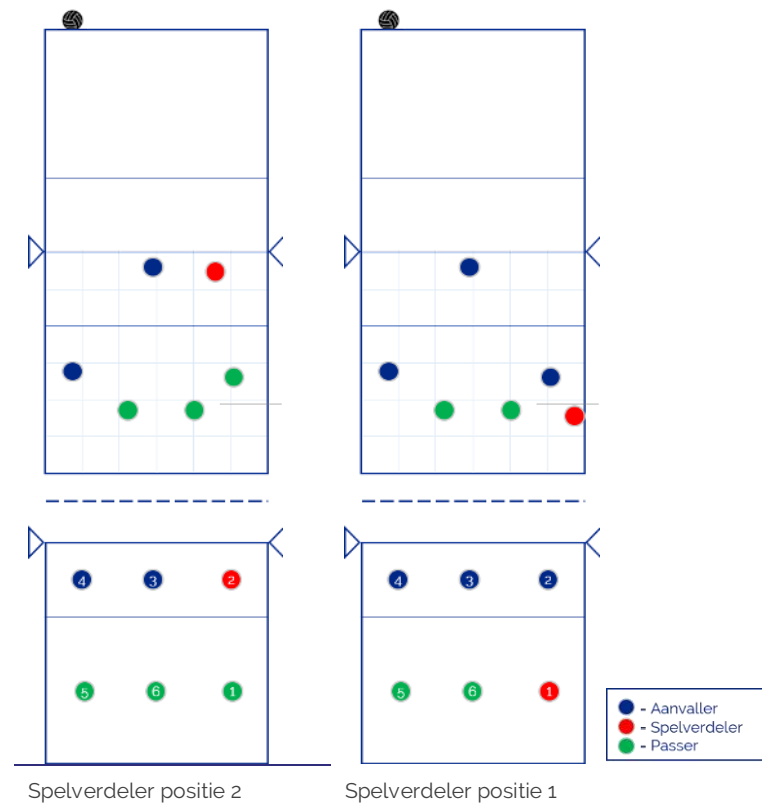 4 3 2
5 6 1
4 3 2
5 6 1
- Aanvaller
- Spelverdeler
- Passer
Spelverdeler positie 2
Spelverdeler positie 1